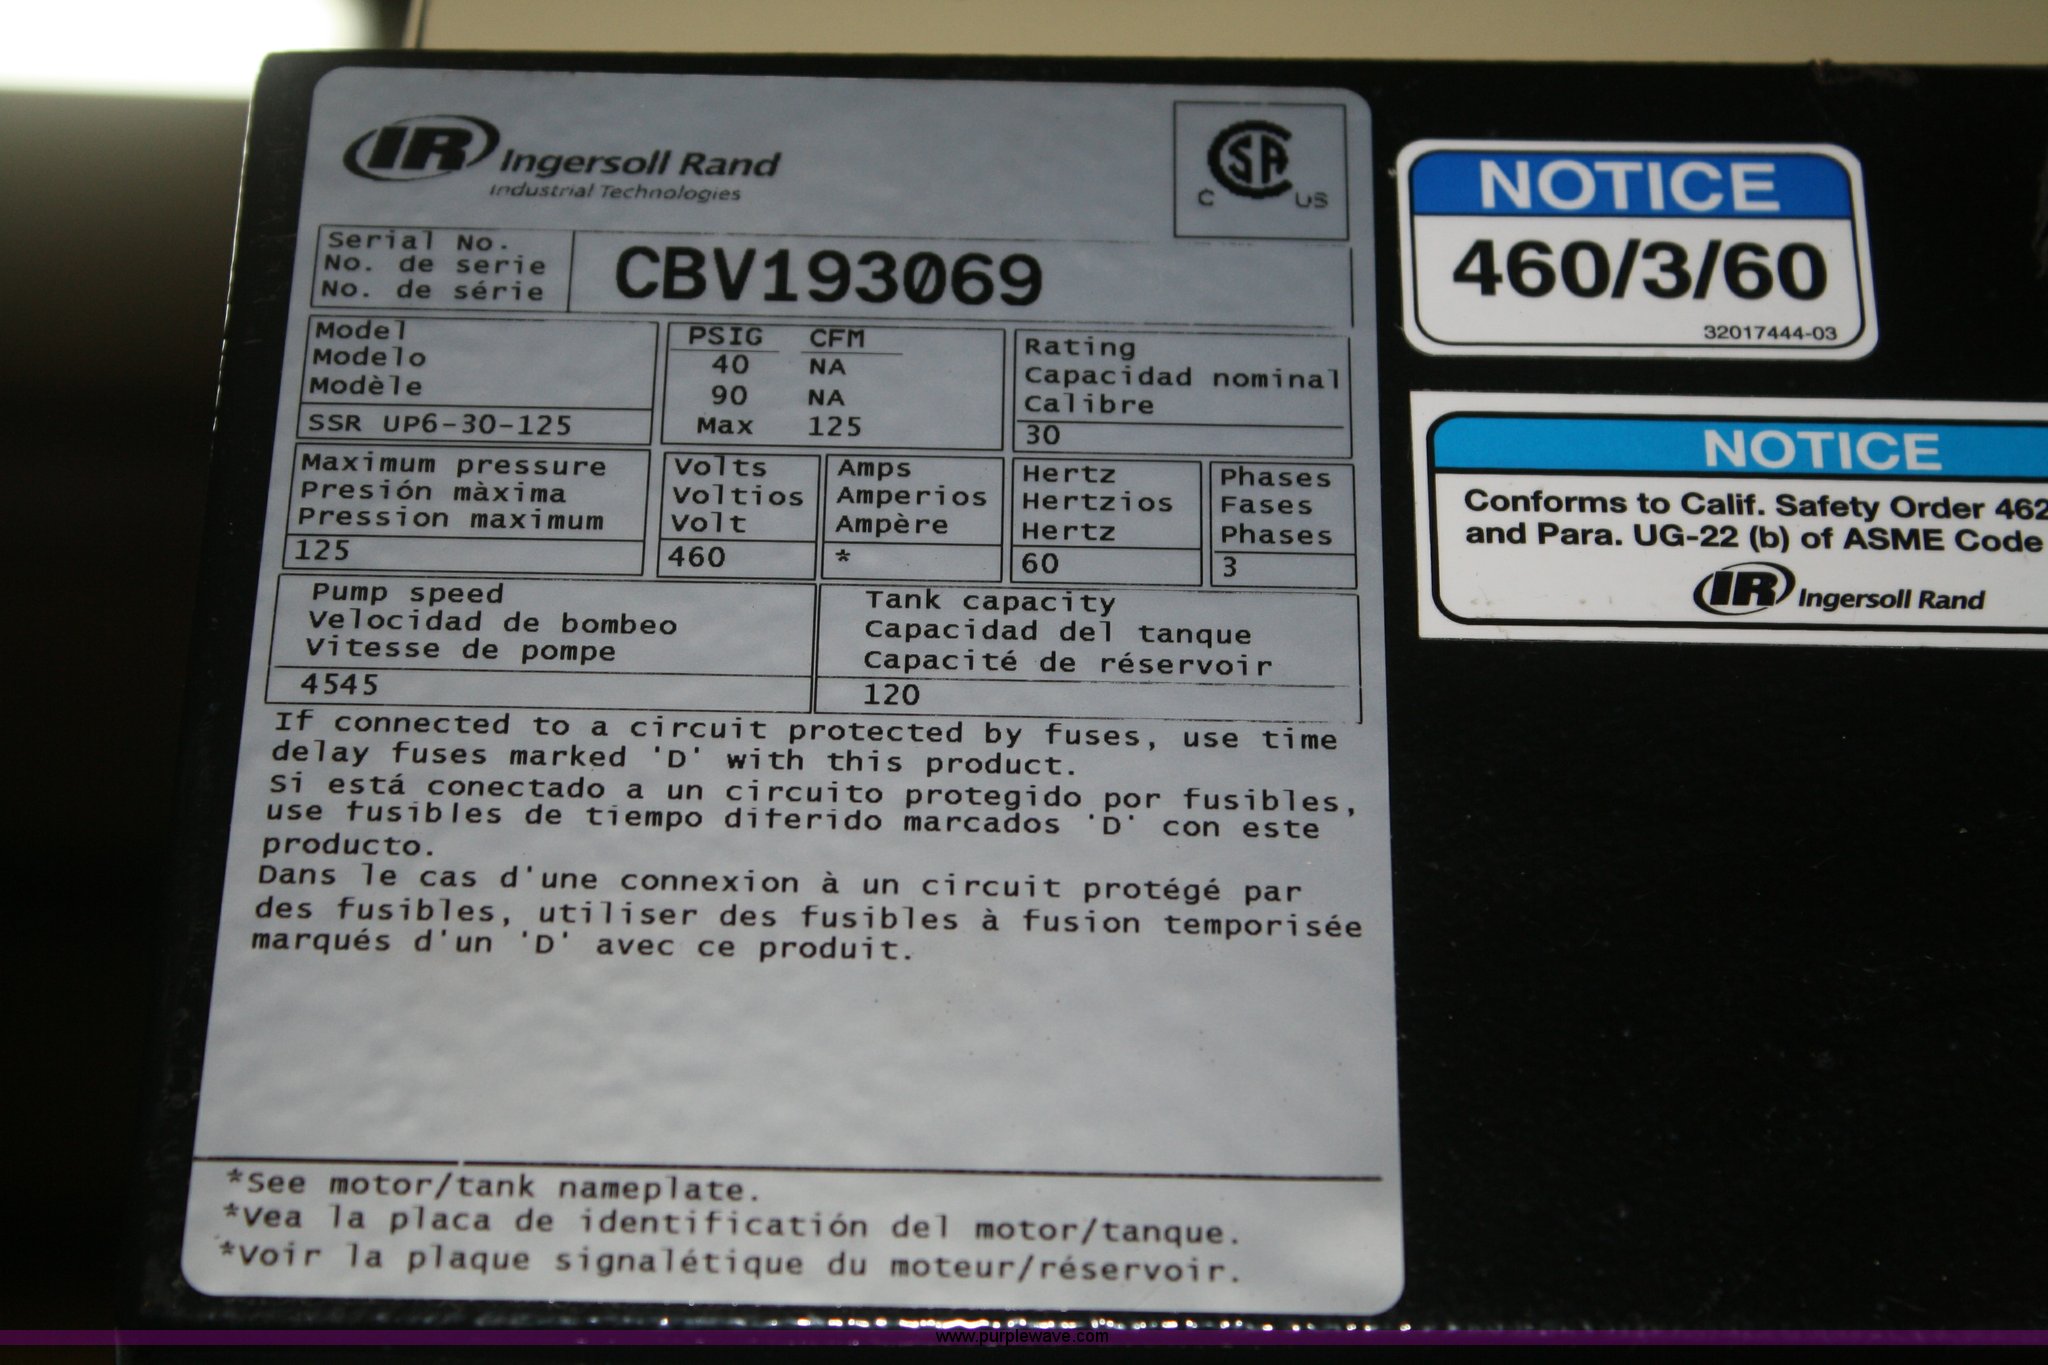 IR Ingersoll Rand
Industrial Technologies
CSA
C US
Serial No.
No. de serie
No. de série
CBV193069
Model
Modelo
Modèle
SSR UP6-30-125
PSIG CFM
40 NA
90 NA
Max 125
Rating
Capacidad nominal
Calibre
30
Maximum pressure
Presión màxima
Pression maximum
125
Volts
Voltios
Volt
460
Amps
Amperios
Ampère
*
Hertz
Hertzios
Hertz
60
Phases
Fases
Phases
3
Pump speed
Velocidad de bombeo
Vitesse de pompe
4545
Tank capacity
Capacidad del tanque
Capacité de réservoir
120
If connected to a circuit protected by fuses, use time
delay fuses marked 'D' with this product.
Si está conectado a un circuito protegido por fusibles,
use fusibles de tiempo diferido marcados 'D' con este
producto.
Dans le cas d'une connexion à un circuit protégé par
des fusibles, utiliser des fusibles à fusion temporisée
marqués d'un 'D' avec ce produit.
*See motor/tank nameplate.
*Vea la placa de identificatión del motor/tanque.
*Voir la plaque signalétique du moteur/réservoir.
NOTICE
460/3/60
32017444-03
NOTICE
Conforms to Calif. Safety Order 462
and Para. UG-22 (b) of ASME Code
IR Ingersoll Rand
www.purplewave.com